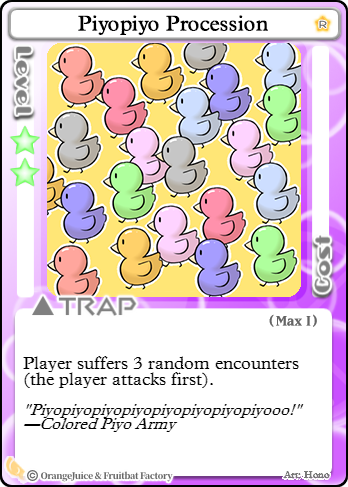 Piyopiyo Procession
R
Level
Cost
TRAP
(Max 1)
Player suffers 3 random encounters
(the player attacks first).
"Piyopiyopiyopiyopiyopiyopiyopiyooo!"
—Colored Piyo Army
© OrangeJuice & Fruitbat Factory
Art: Hono